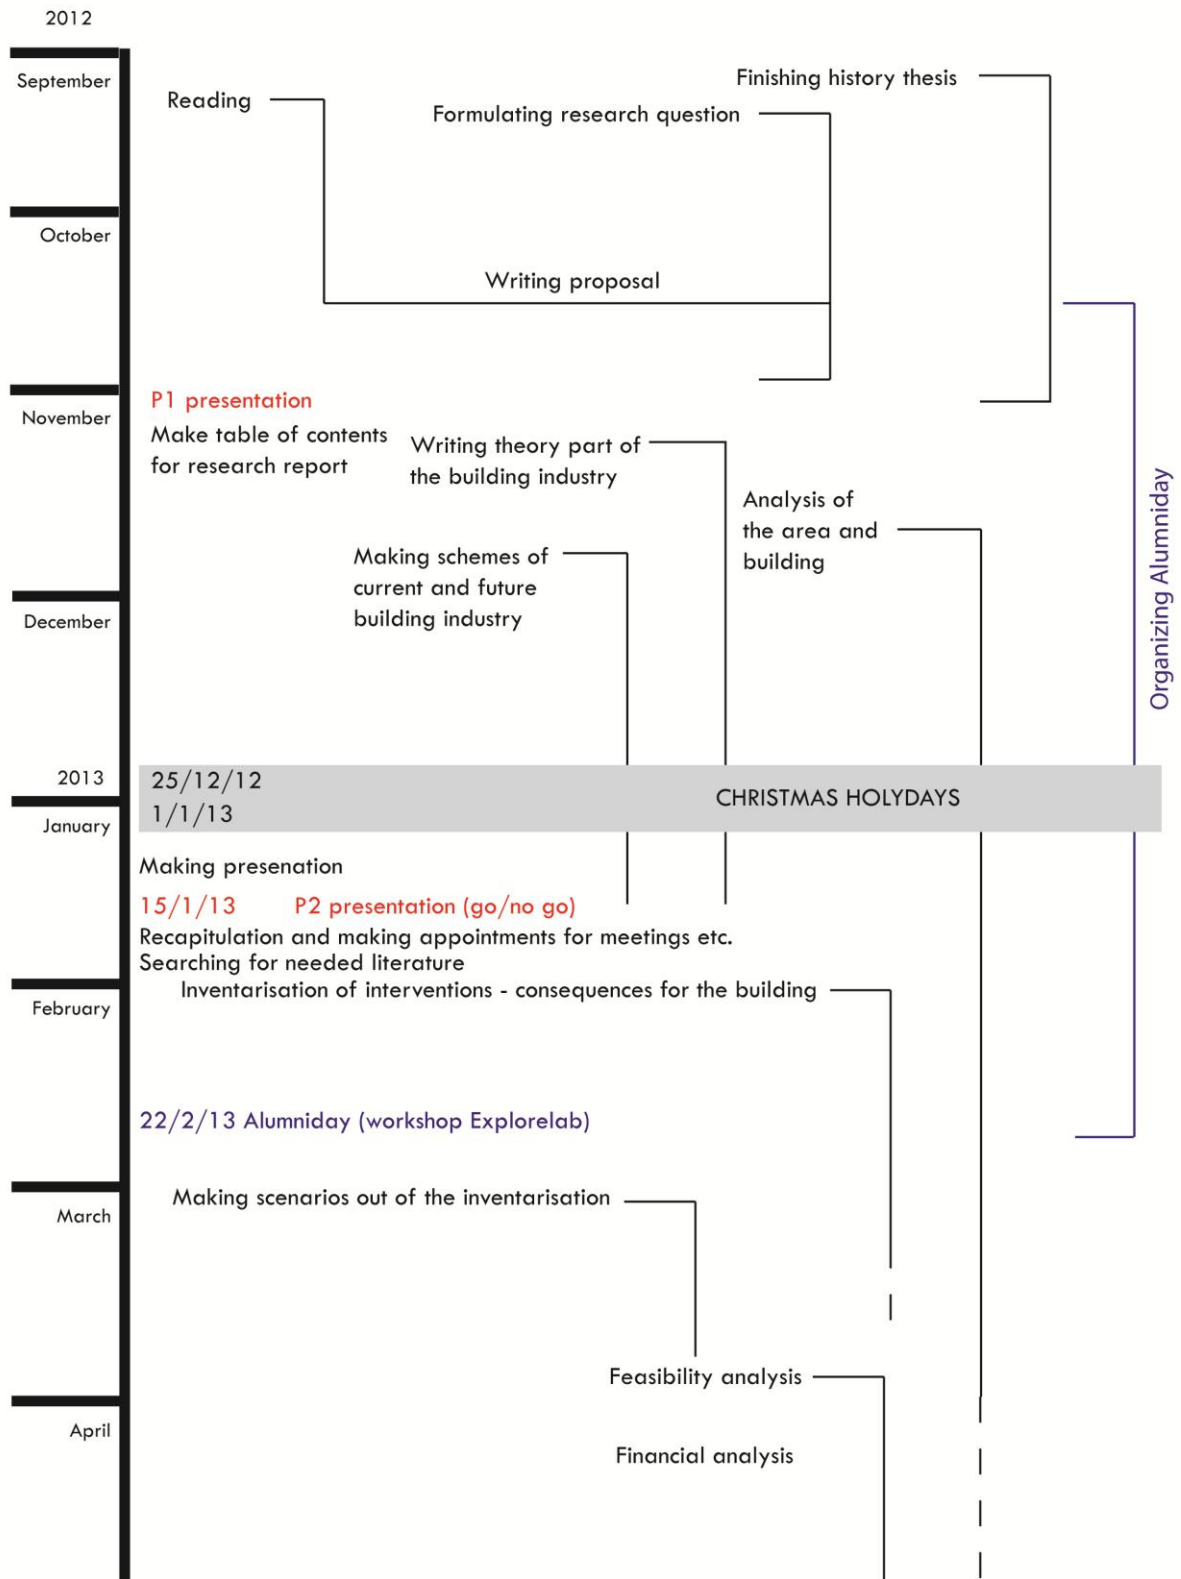 2012
September
Finishing history thesis
Reading
Formulating research question
October
Writing proposal
P1 presentation
November
Make table of contents
for research report
Writing theory part of
the building industry
Analysis of
the area and
building
Organizing Alumniday
Making schemes of
current and future
building industry
December
2013
25/12/12
1/1/13
CHRISTMAS HOLYDAYS
January
Making presenation
15/1/13 P2 presentation (go/no go)
Recapitulation and making appointments for meetings etc.
Searching for needed literature
Inventarisation of interventions - consequences for the building
February
22/2/13 Alumniday (workshop Explorelab)
Making scenarios out of the inventarisation
March
Feasibility analysis
April
Financial analysis